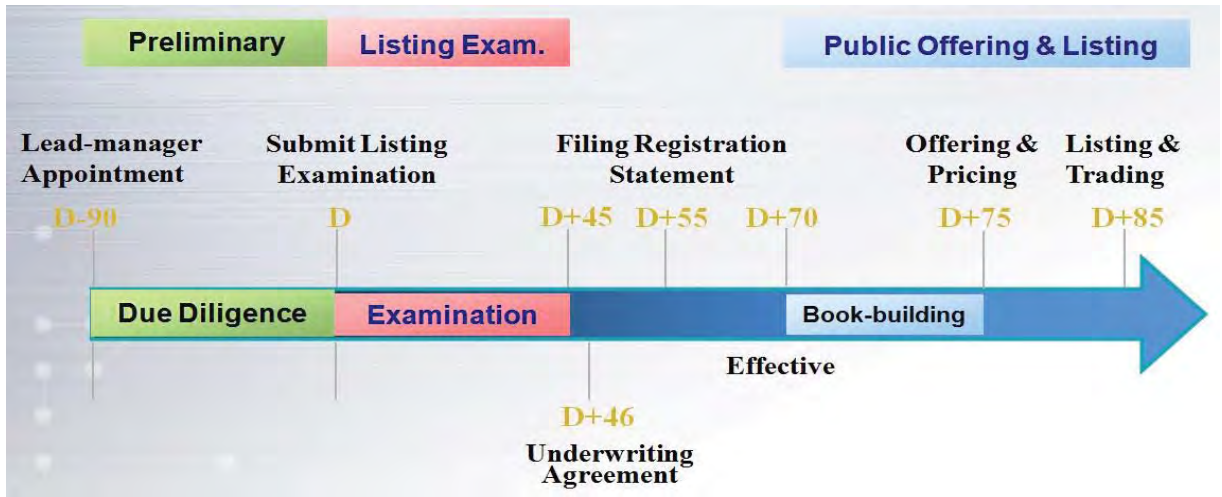 Preliminary
Listing Exam.
Public Offering & Listing
Lead-manager
Appointment
Submit Listing
Examination
Filing Registration
Statement
Offering &
Pricing
Listing &
Trading
D-90
D
D+45
D+55
D+70
D+75
D+85
Due Diligence
Examination
Book-building
Effective
D+46
Underwriting
Agreement